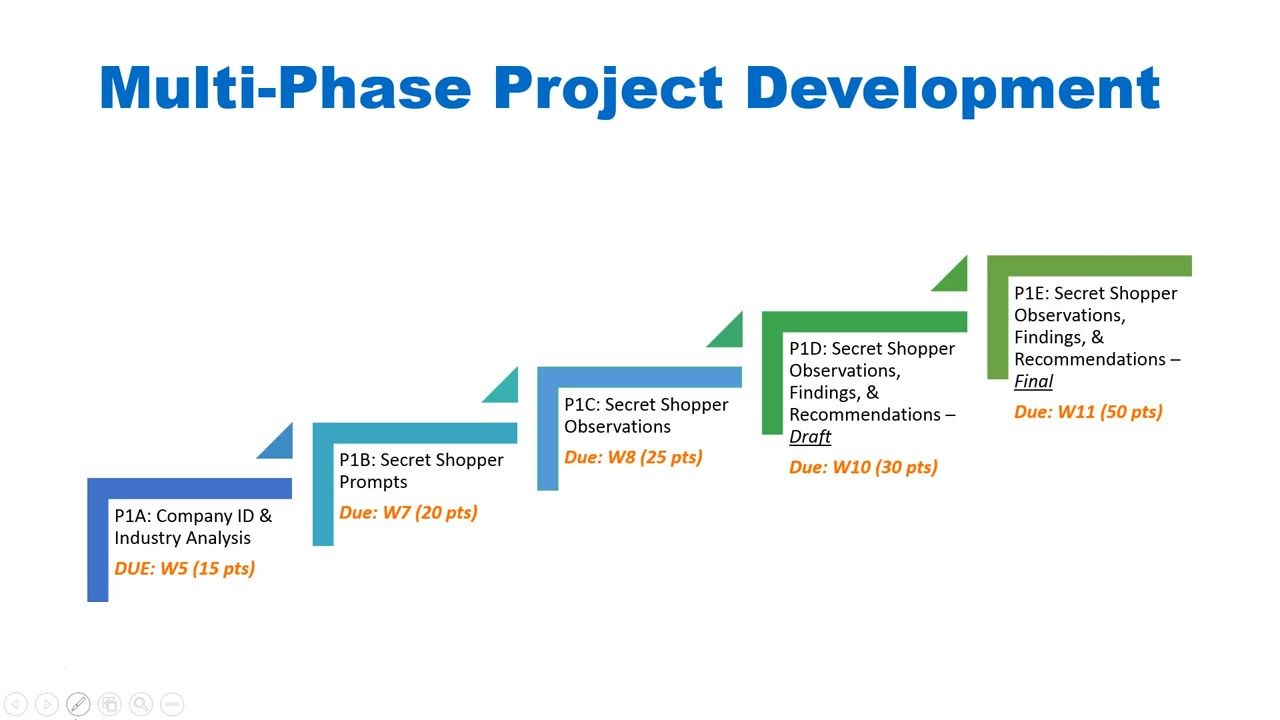 Multi-Phase Project Development
P1A: Company ID &
Industry Analysis
DUE: W5 (15 pts)
P1B: Secret Shopper
Prompts
Due: W7 (20 pts)
P1C: Secret Shopper
Observations
Due: W8 (25 pts)
P1D: Secret Shopper
Observations,
Findings, &
Recommendations –
Draft
Due: W10 (30 pts)
P1E: Secret Shopper
Observations,
Findings, &
Recommendations –
Final
Due: W11 (50 pts)